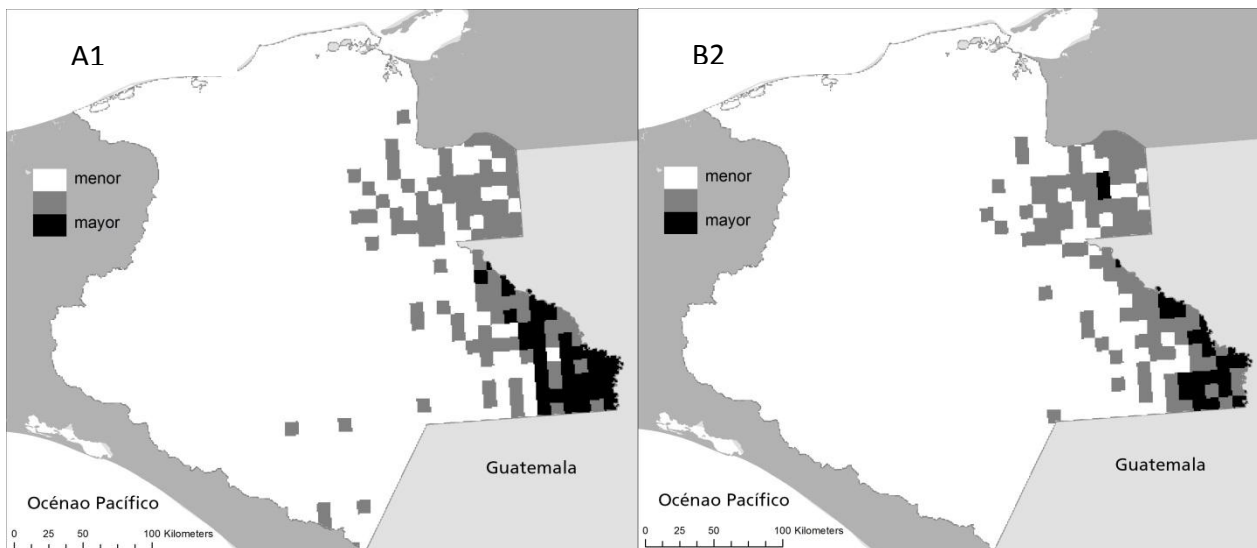 A1
menor
mayor
Guatemala
Océnao Pacífico
0 25 50 100 Kilometers
B2
menor
mayor
Guatemala
Océnao Pacífico
0 25 50 100 Kilometers